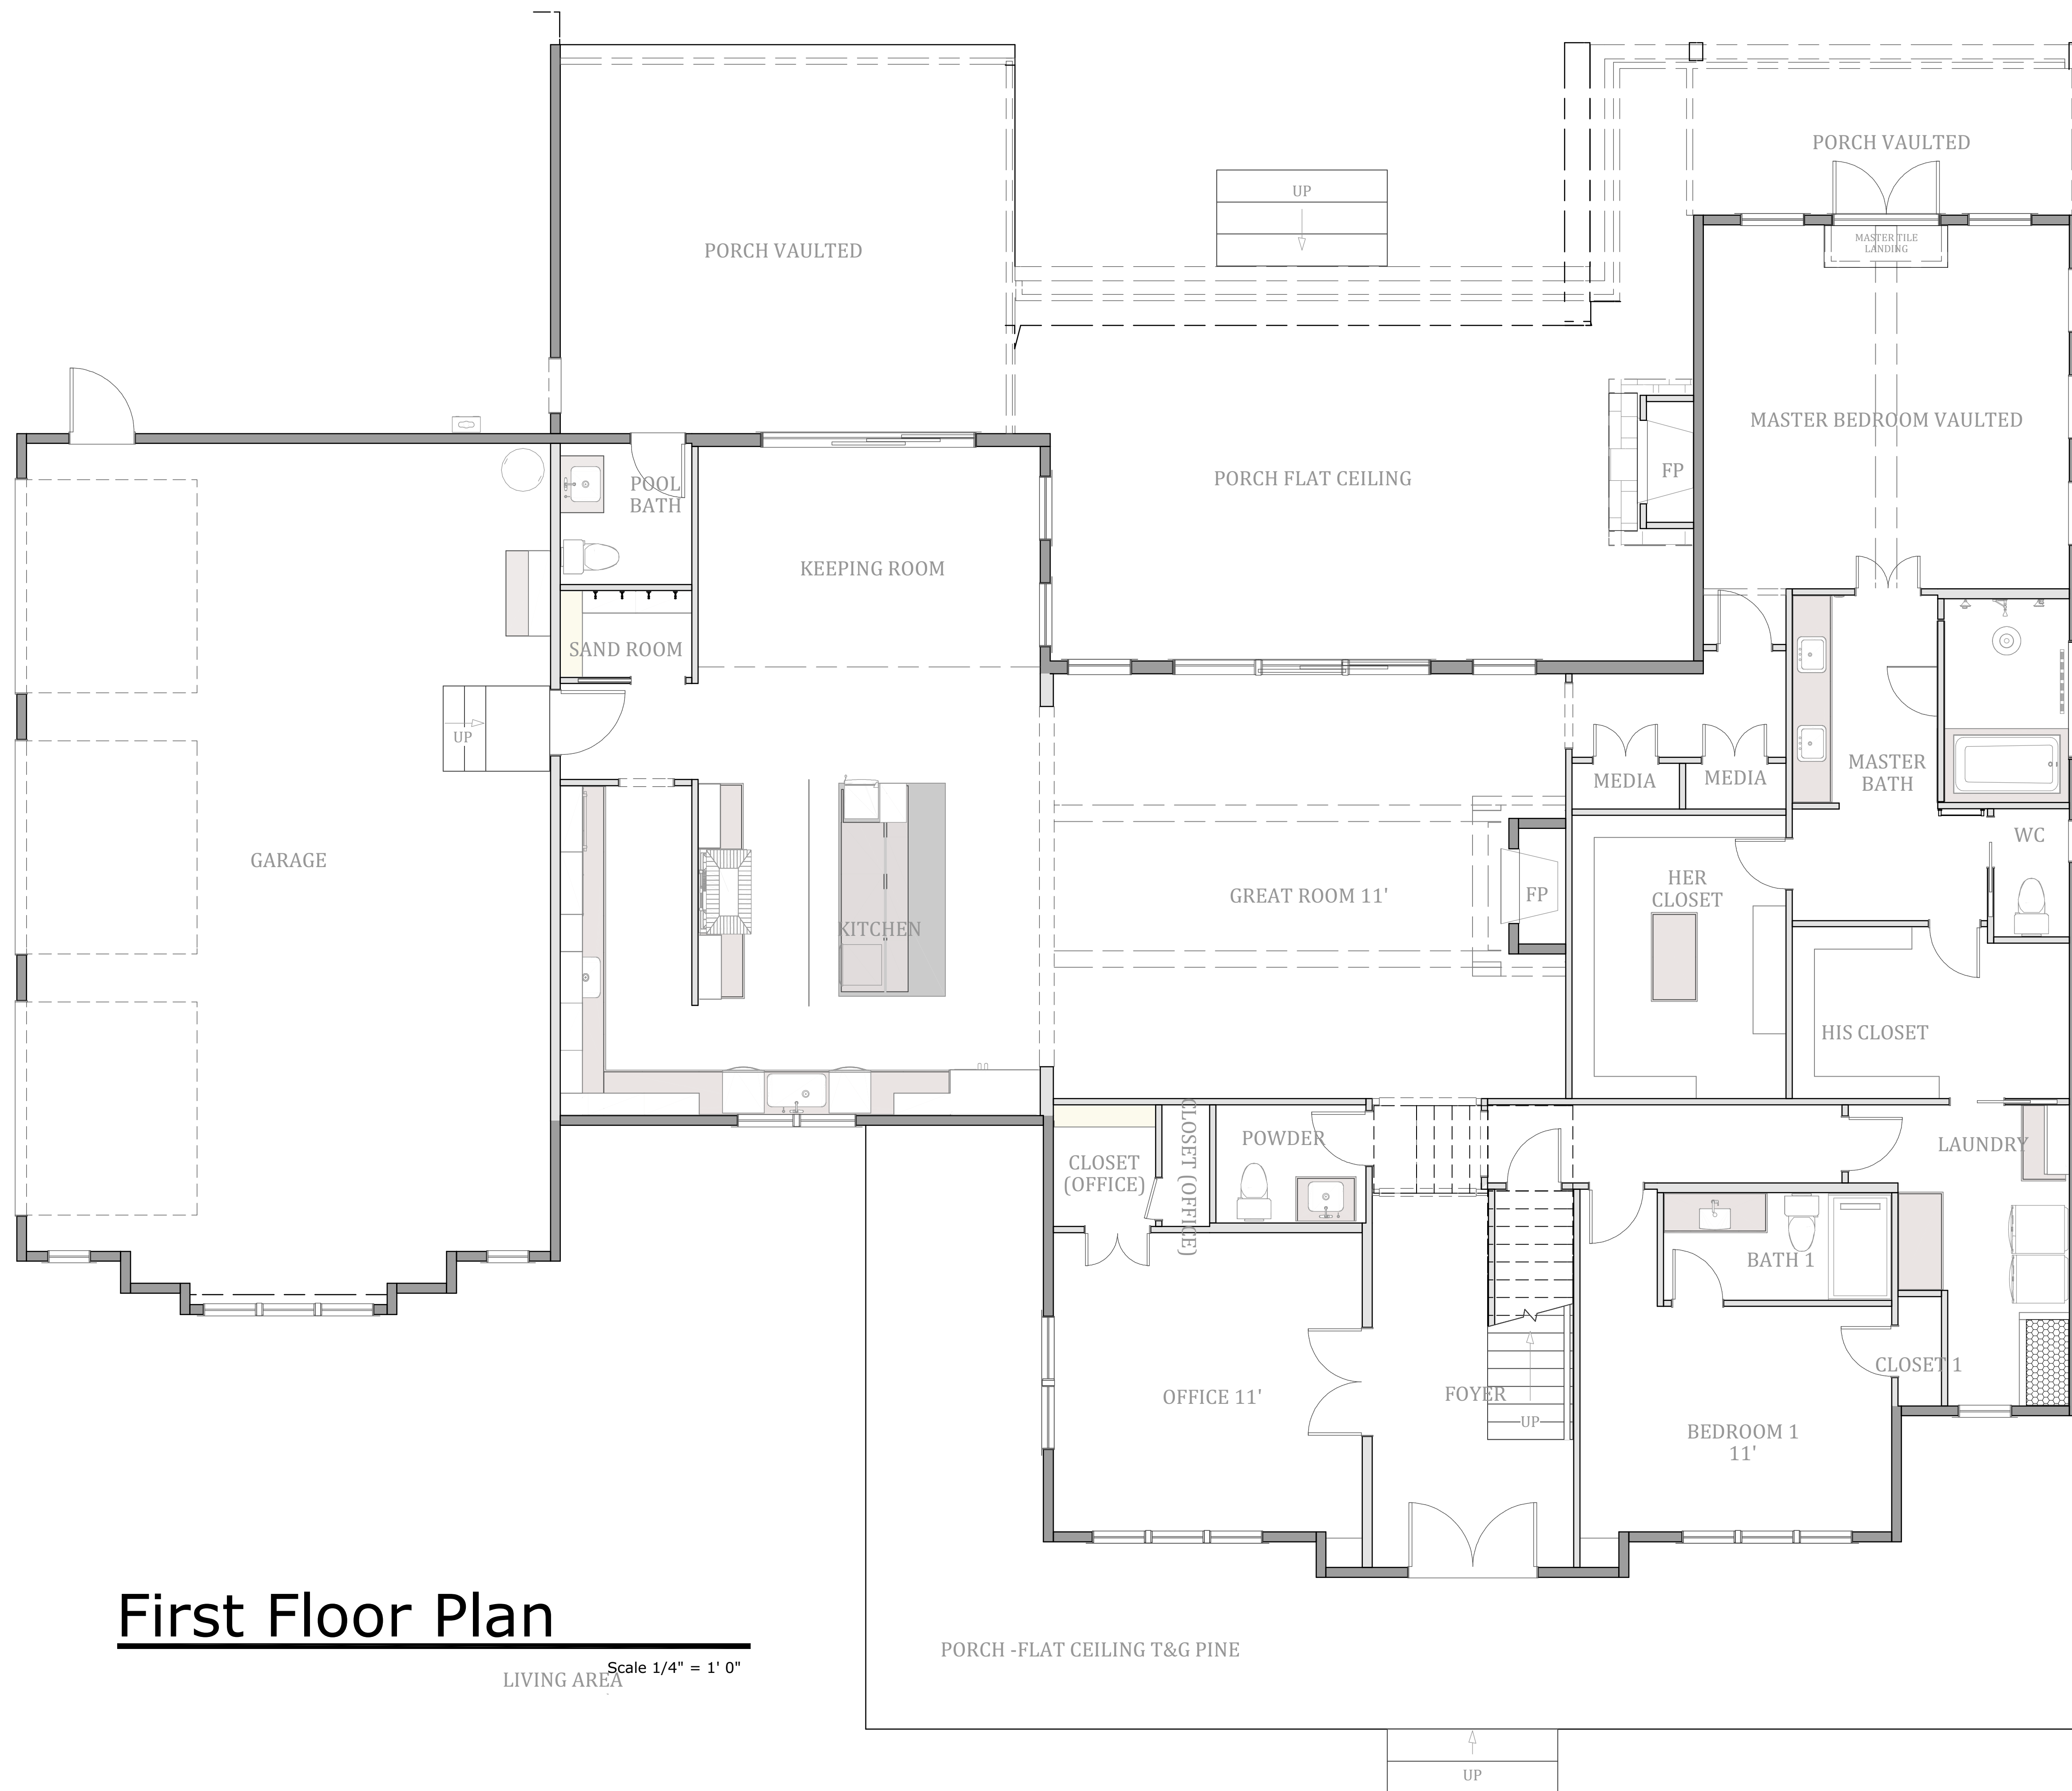 PORCH VAULTED
UP
PORCH VAULTED
MASTER TILE
LANDING
MASTER BEDROOM VAULTED
PORCH FLAT CEILING
FP
POOL
BATH
KEEPING ROOM
SAND ROOM
UP
MEDIA
MEDIA
MASTER
BATH
WC
GARAGE
KITCHEN
GREAT ROOM 11'
FP
HER
CLOSET
HIS CLOSET
CLOSET
(OFFICE)
CLOSET (OFFICE)
POWDER
LAUNDRY
BATH 1
CLOSET 1
OFFICE 11'
FOYER
UP
BEDROOM 1
11'
First Floor Plan
Scale 1/4" = 1' 0"
LIVING AREA
PORCH -FLAT CEILING T&G PINE
UP